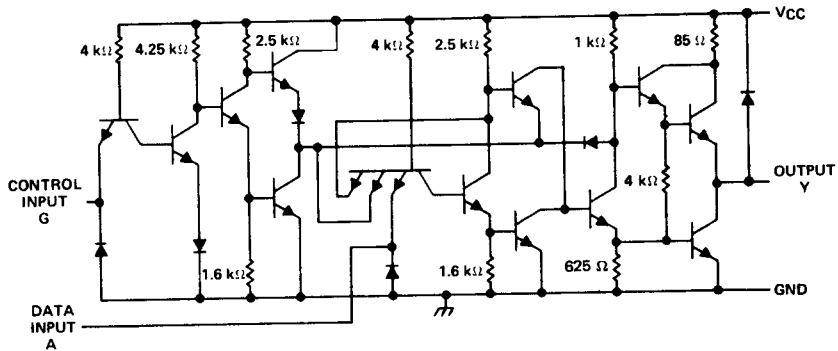 VCC
4 kΩ 4.25 kΩ 2.5 kΩ 4 kΩ 2.5 kΩ 1 kΩ 85 Ω
CONTROL
INPUT
G
OUTPUT
Y
4 kΩ
1.6 kΩ 1.6 kΩ 625 Ω
GND
DATA
INPUT
A